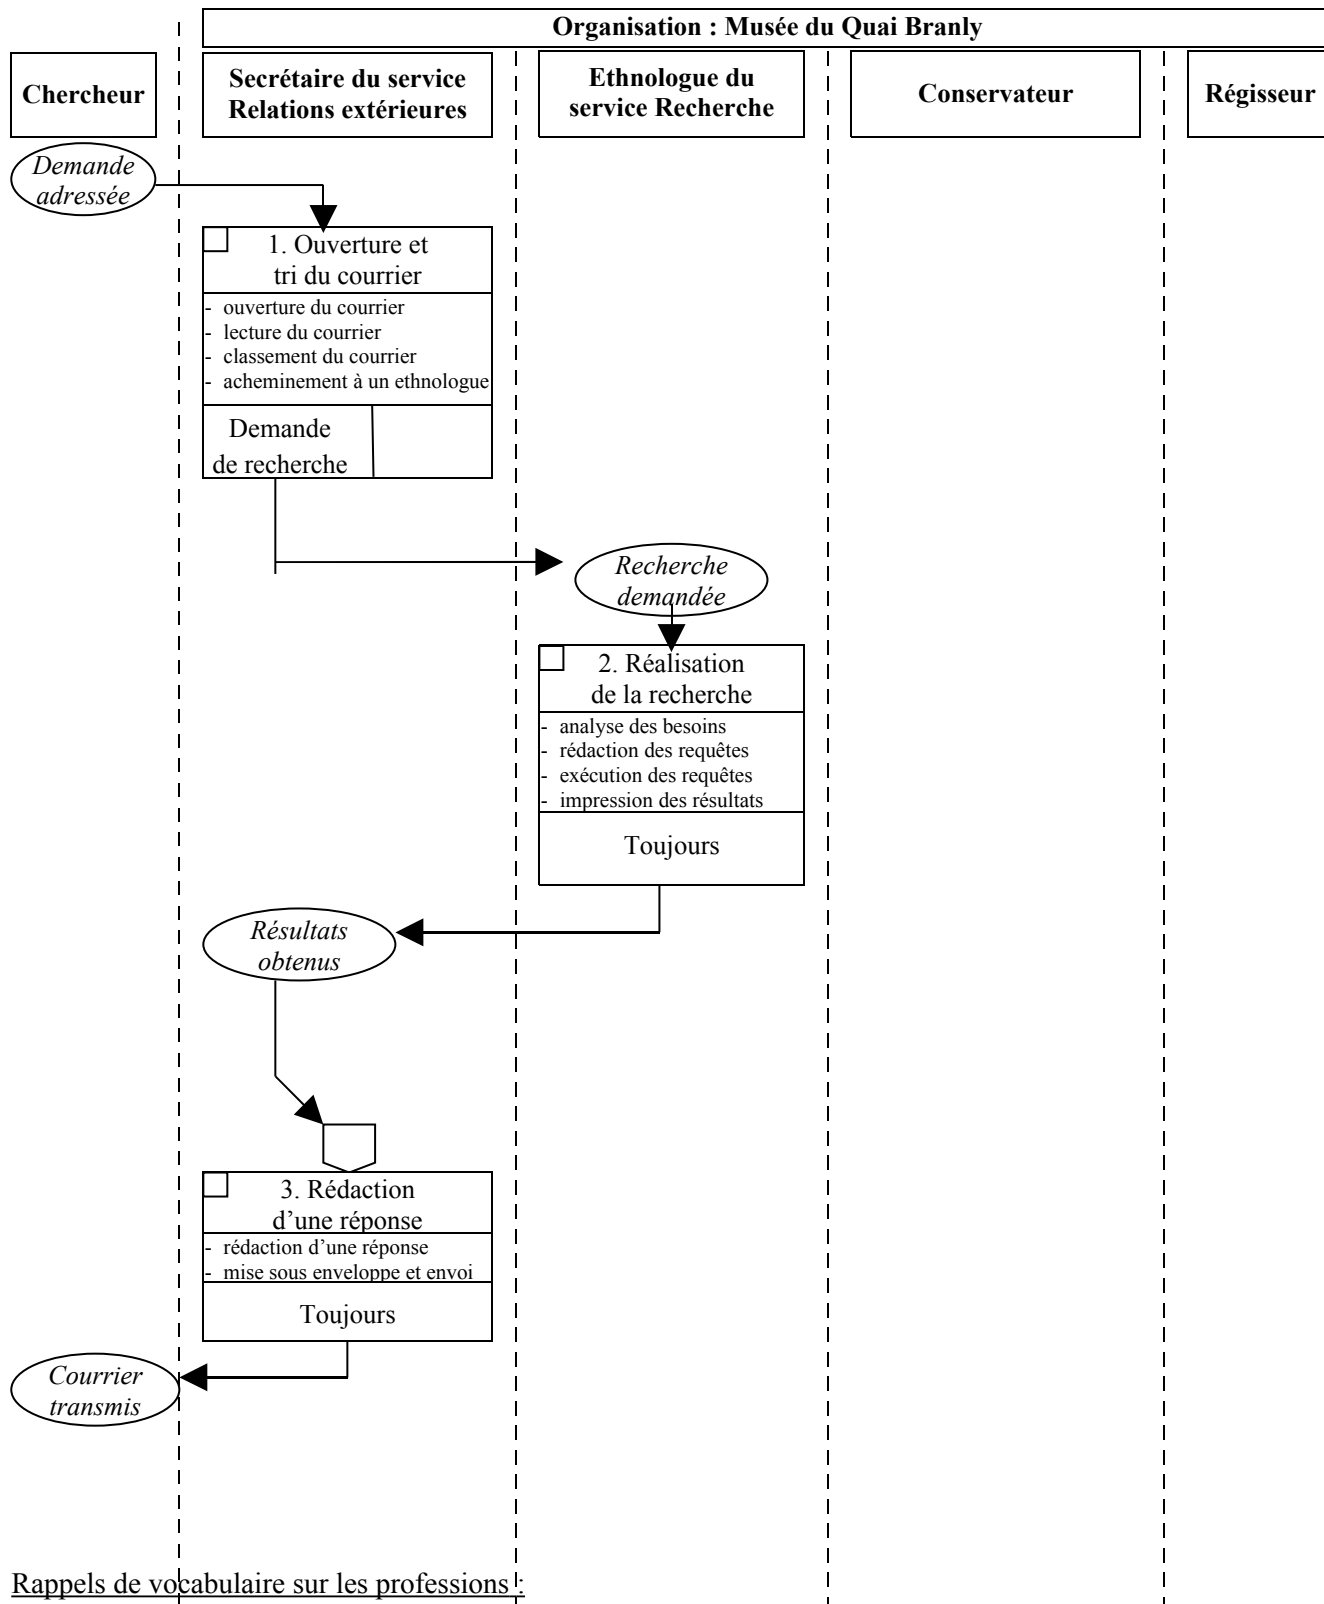 Organisation : Musée du Quai Branly
Chercheur
Secrétaire du service
Relations extérieures
Ethnologue du
service Recherche
Conservateur
Régisseur
Demande
adressée
1. Ouverture et
tri du courrier
- ouverture du courrier
- lecture du courrier
- classement du courrier
- acheminement à un ethnologue
Demande
de recherche
Recherche
demandée
2. Réalisation
de la recherche
- analyse des besoins
- rédaction des requêtes
- exécution des requêtes
- impression des résultats
Toujours
Résultats
obtenus
3. Rédaction
d’une réponse
- rédaction d’une réponse
- mise sous enveloppe et envoi
Toujours
Courrier
transmis
Rappels de vocabulaire sur les professions :